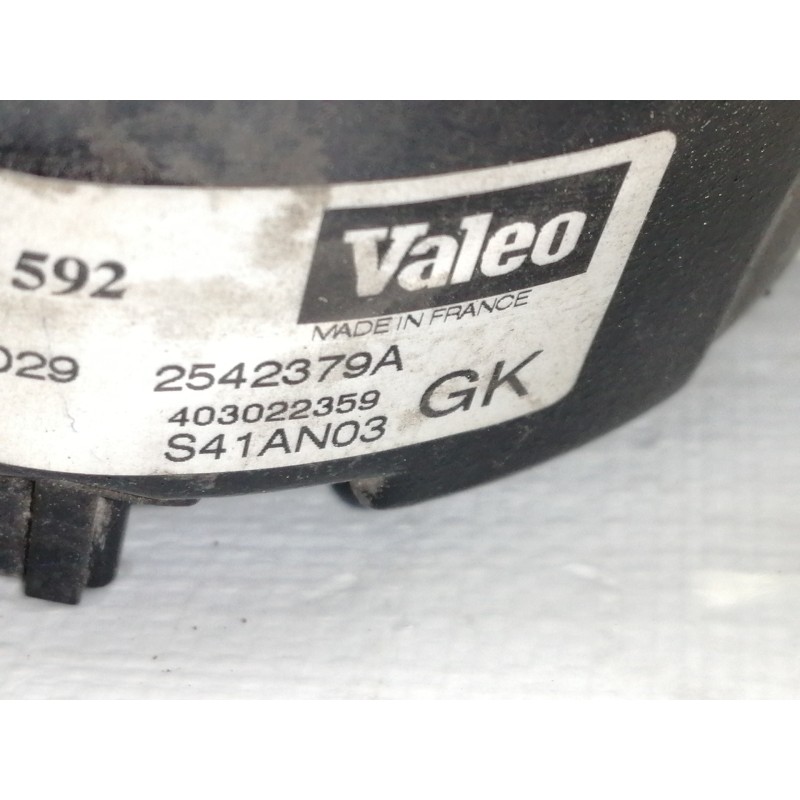 Valeo
592
MADE IN FRANCE
029 2542379A
403022359 GK
S41AN03